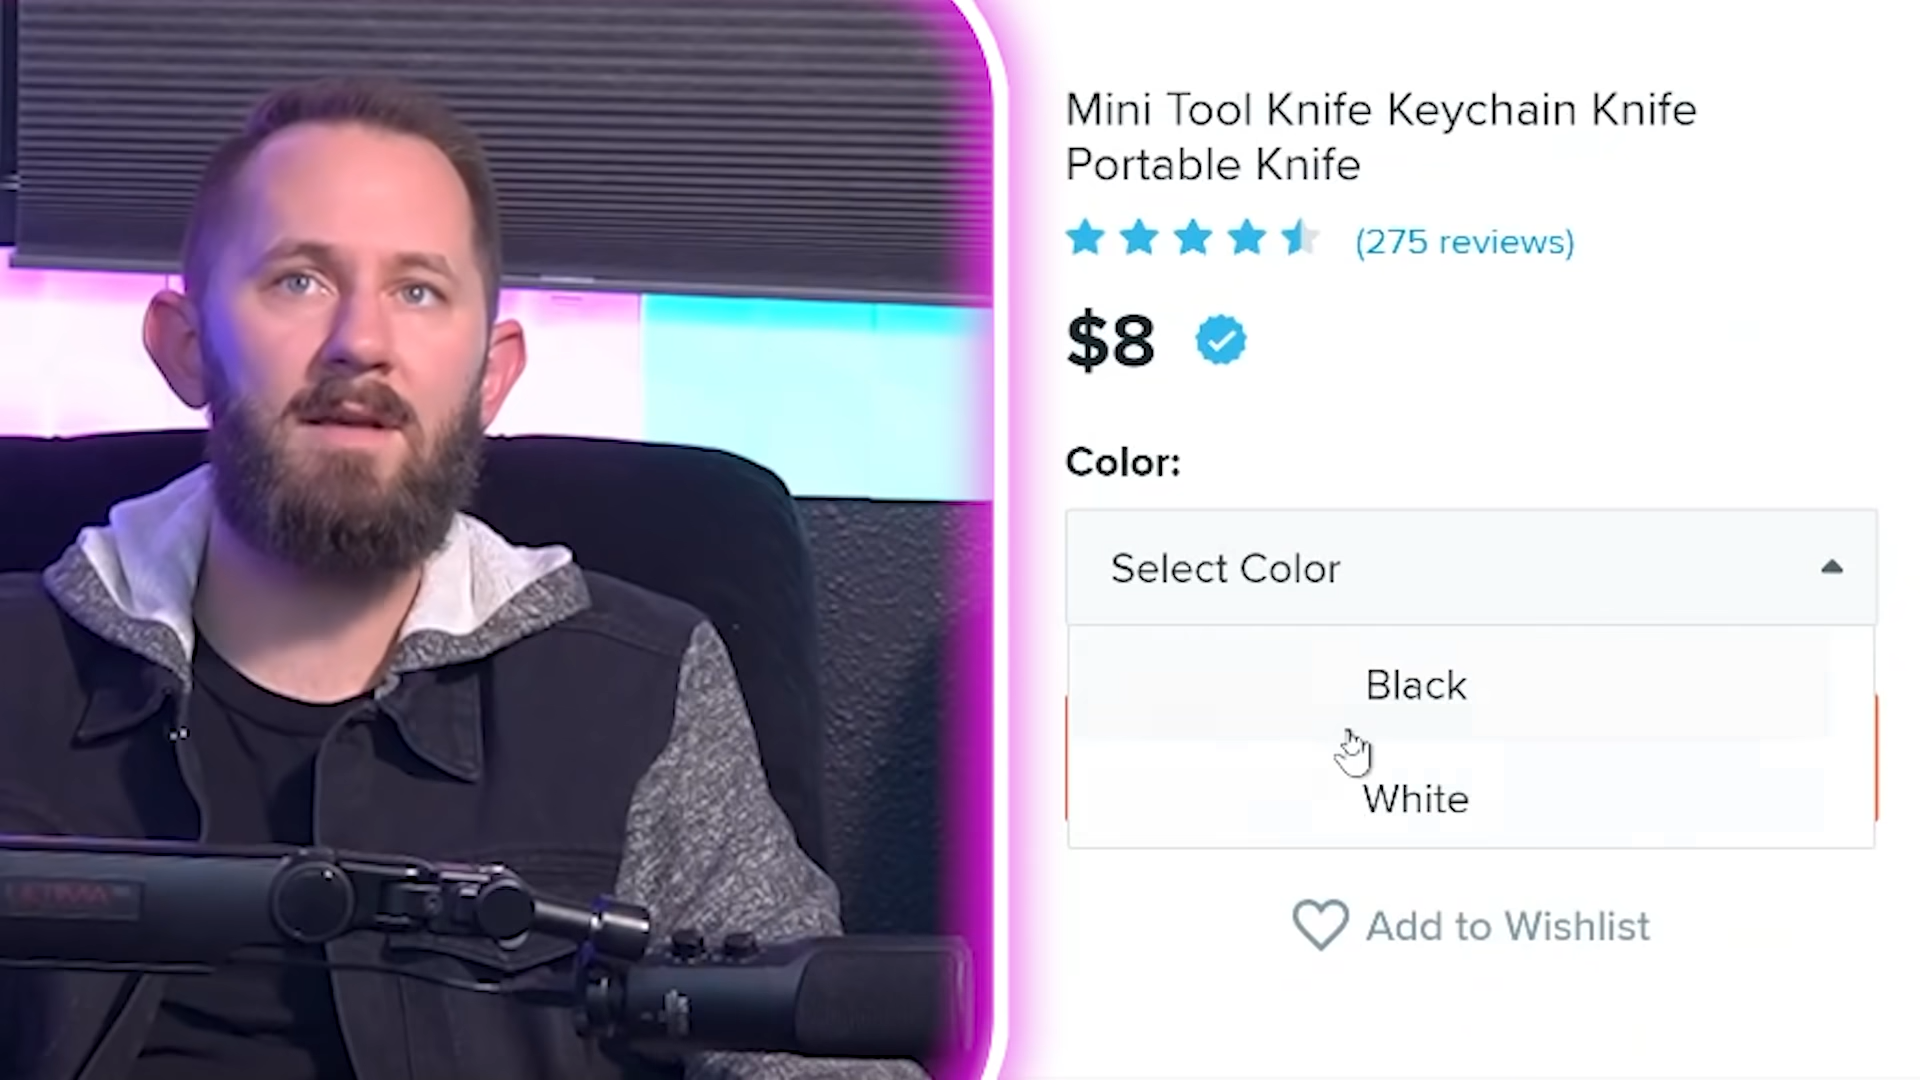 Mini Tool Knife Keychain Knife
Portable Knife
(275 reviews)
$8
Color:
Select Color
Black
White
Add to Wishlist